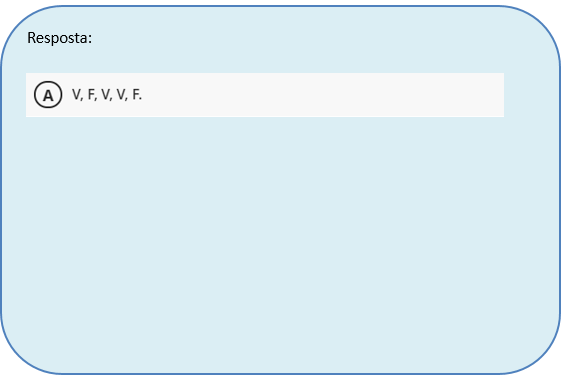 Resposta:
A V, F, V, V, F.